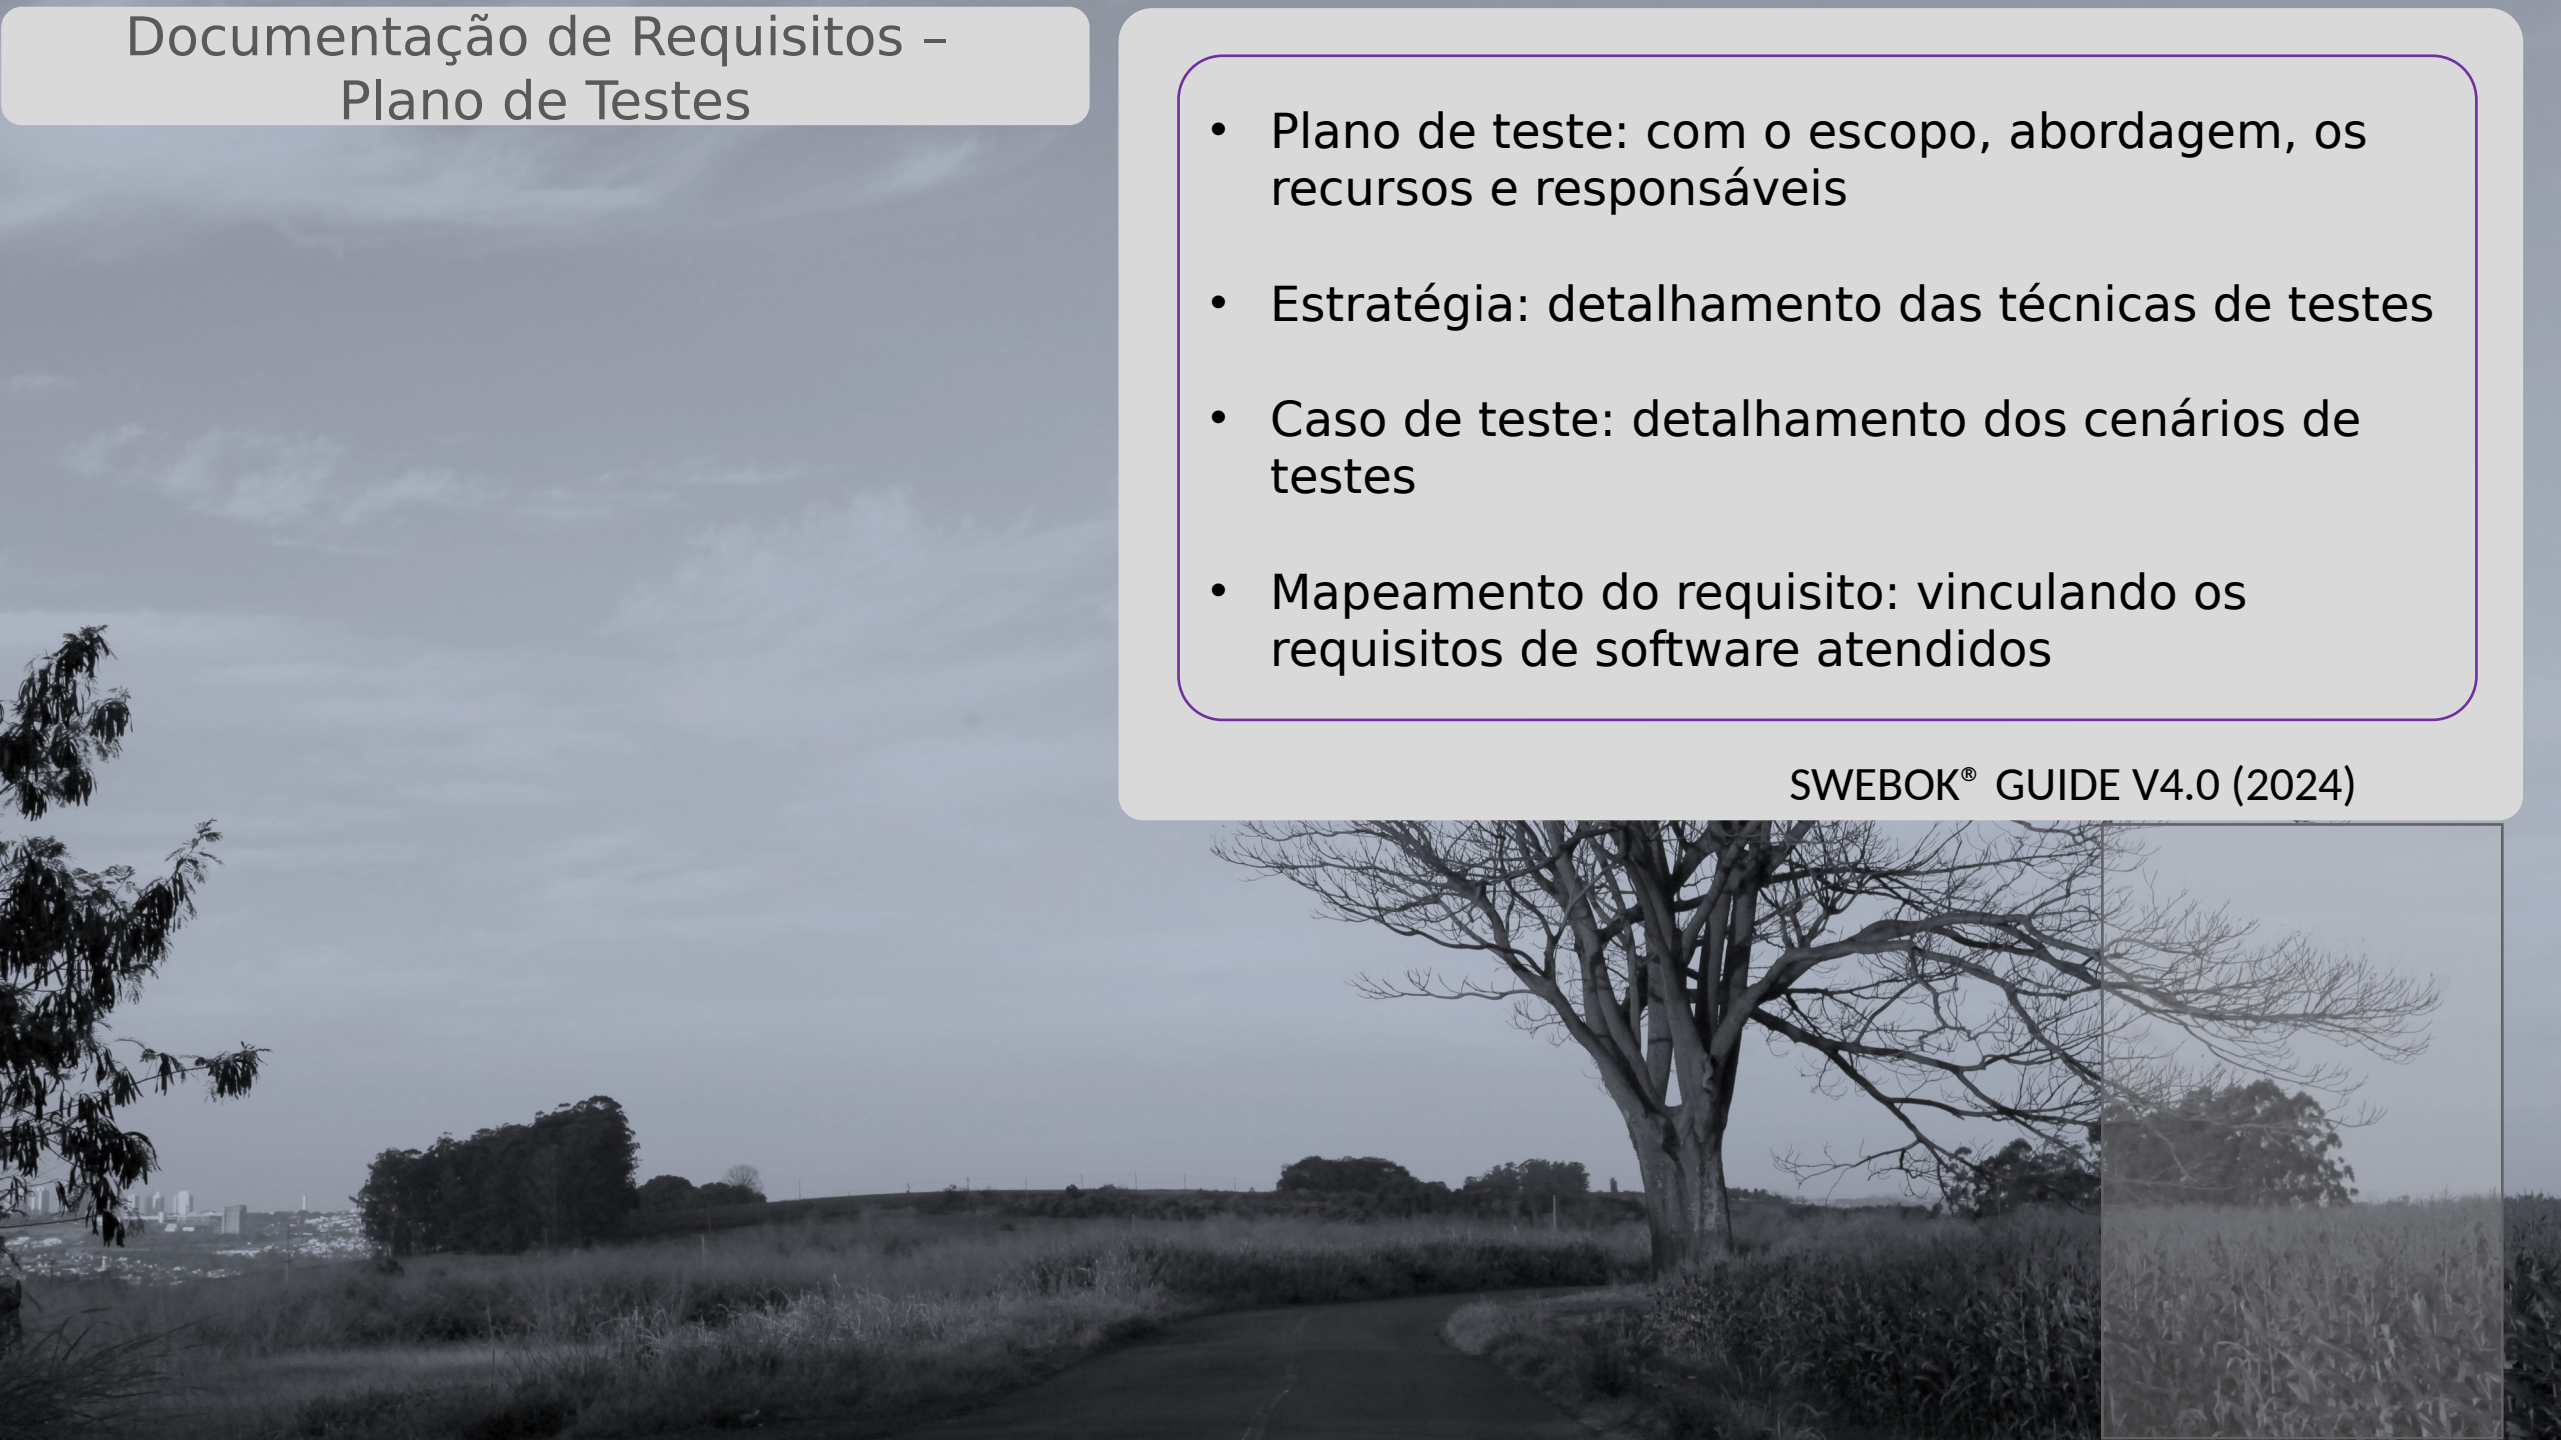 Documentação de Requisitos –
Plano de Testes
• Plano de teste: com o escopo, abordagem, os
recursos e responsáveis
• Estratégia: detalhamento das técnicas de testes
• Caso de teste: detalhamento dos cenários de
testes
• Mapeamento do requisito: vinculando os
requisitos de software atendidos
SWEBOK® GUIDE V4.0 (2024)